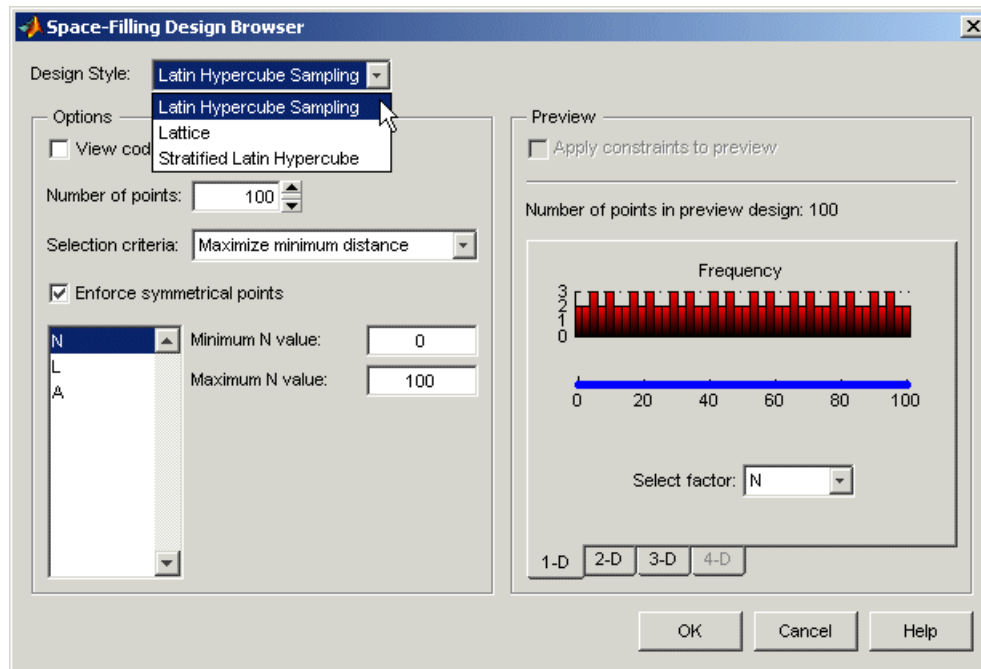 Space-Filling Design Browser
Design Style: Latin Hypercube Sampling
Latin Hypercube Sampling
Lattice
Stratified Latin Hypercube
Options
View cod
Number of points: 100
Selection criteria: Maximize minimum distance
Enforce symmetrical points
N
L
A
Minimum N value: 0
Maximum N value: 100
Preview
Apply constraints to preview
Number of points in preview design: 100
Frequency
3
2
1
0
0 20 40 60 80 100
Select factor: N
1-D 2-D 3-D 4-D
OK Cancel Help